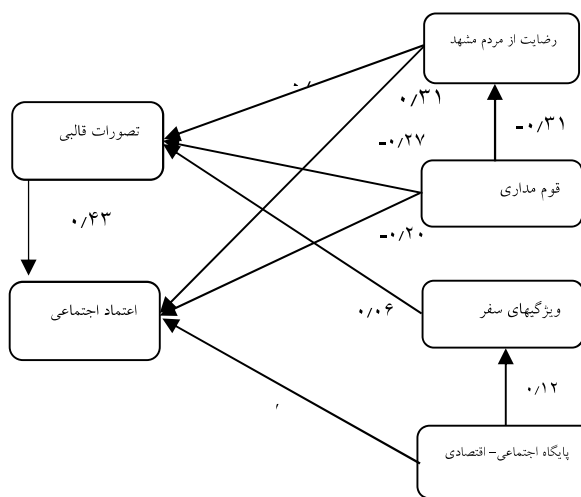 رضایت از مردم مشهد
۰/۳۱
-۰/۳۱
تصورات قالبی
-۰/۲۷
قوم مداری
۰/۴۳
-۰/۲۰
اعتماد اجتماعی
۰/۰۶
ویژگیهای سفر
۰/۱۲
پایگاه اجتماعی- اقتصادی